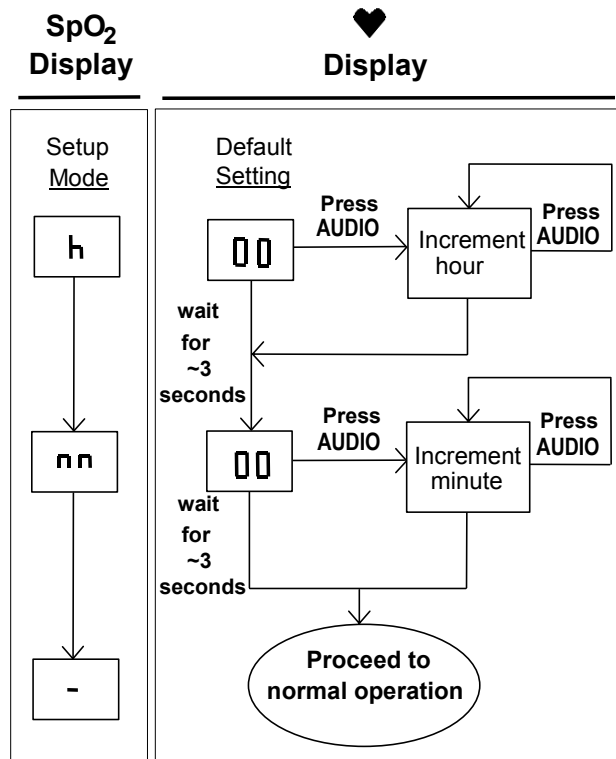 SpO₂
Display
♥
Display
Setup
Mode
h
nn
-
Default
Setting
00
Press
AUDIO
Increment
hour
Press
AUDIO
wait
for
~3
seconds
00
Press
AUDIO
Increment
minute
Press
AUDIO
wait
for
~3
seconds
Proceed to
normal operation